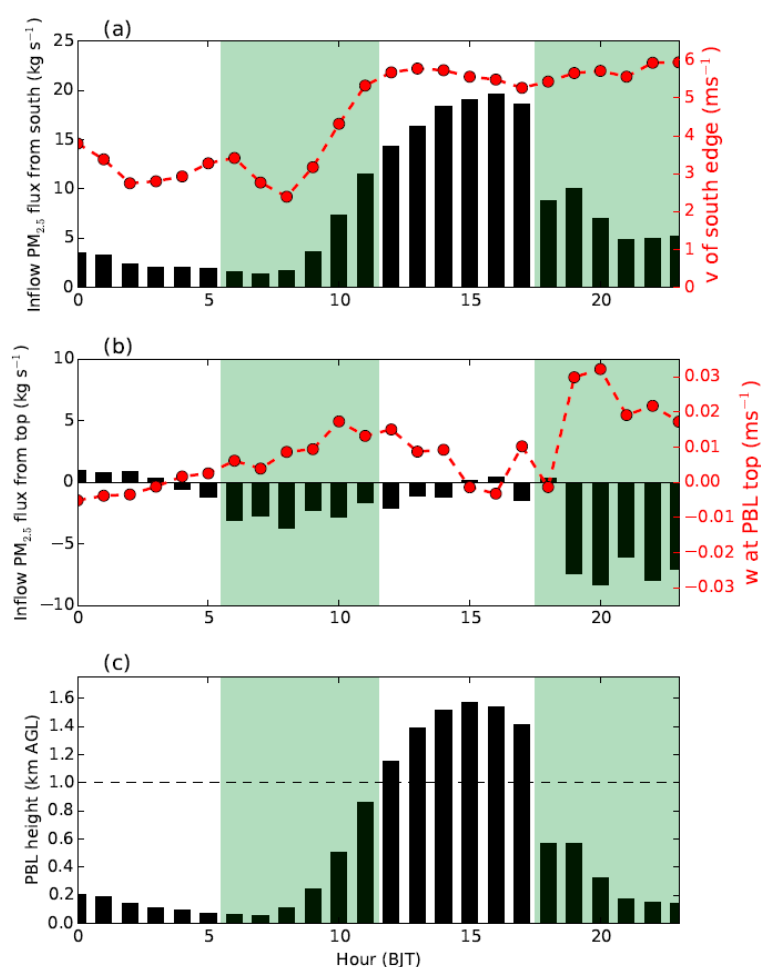 (a)
25
20
15
10
5
0
Inflow PM₂.₅ flux from south (kg s⁻¹)
0 5 10 15 20
6
5
4
3
2
1
0
v of south edge (ms⁻¹)
(b)
10
5
0
−5
−10
Inflow PM₂.₅ flux from top (kg s⁻¹)
0 5 10 15 20
0.03
0.02
0.01
0.00
−0.01
−0.02
−0.03
w at PBL top (ms⁻¹)
(c)
1.6
1.4
1.2
1.0
0.8
0.6
0.4
0.2
0.0
PBL height (km AGL)
0 5 10 15 20
Hour (BJT)